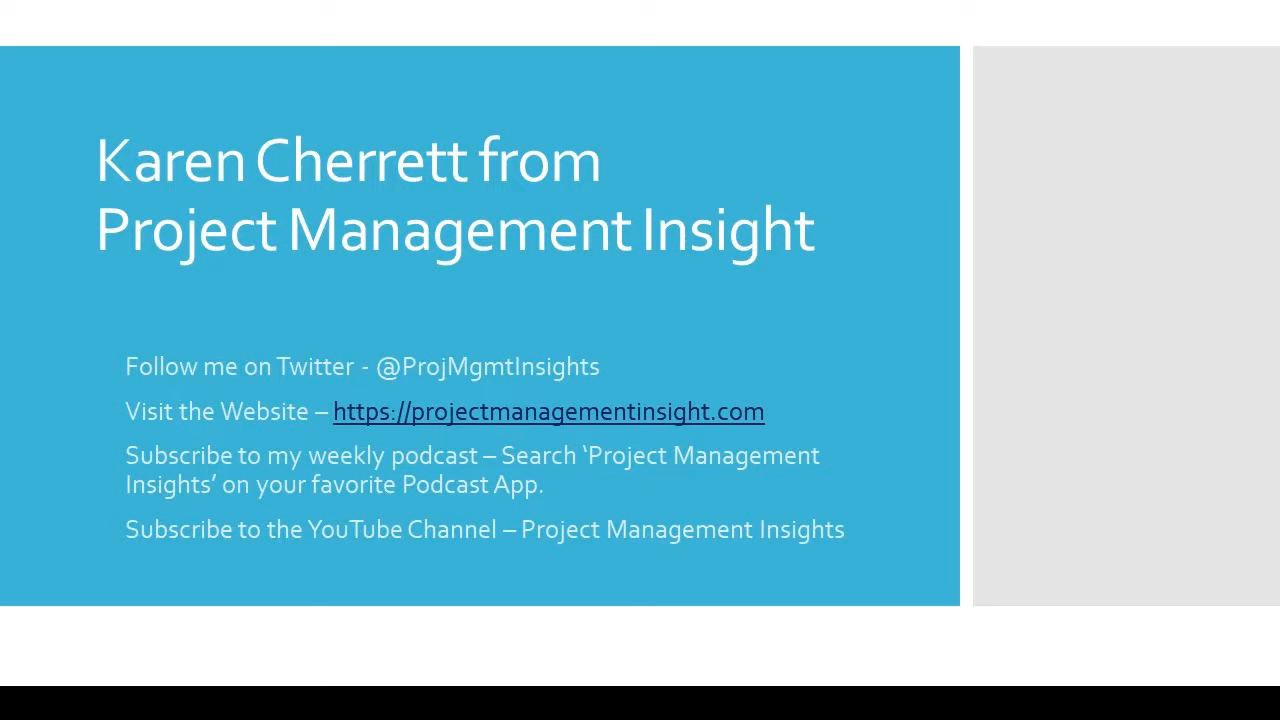 Karen Cherrett from
Project Management Insight
Follow me on Twitter - @ProjMgmtInsights
Visit the Website – https://projectmanagementinsight.com
Subscribe to my weekly podcast – Search ‘Project Management
Insights’ on your favorite Podcast App.
Subscribe to the YouTube Channel – Project Management Insights